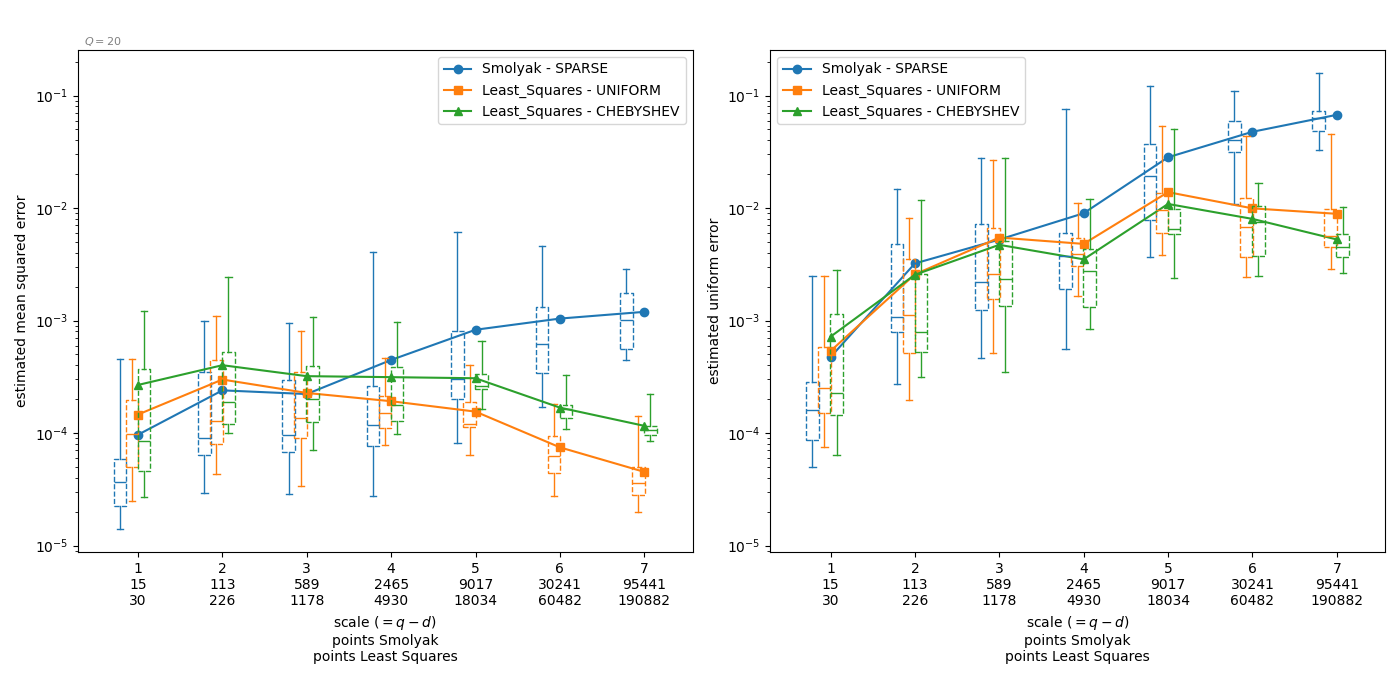 Q = 20
estimated mean squared error
10⁻¹
10⁻²
10⁻³
10⁻⁴
10⁻⁵
Smolyak - SPARSE
Least_Squares - UNIFORM
Least_Squares - CHEBYSHEV
1 2 3 4 5 6 7
15 113 589 2465 9017 30241 95441
30 226 1178 4930 18034 60482 190882
scale (= q − d)
points Smolyak
points Least Squares
estimated uniform error
10⁻¹
10⁻²
10⁻³
10⁻⁴
10⁻⁵
Smolyak - SPARSE
Least_Squares - UNIFORM
Least_Squares - CHEBYSHEV
1 2 3 4 5 6 7
15 113 589 2465 9017 30241 95441
30 226 1178 4930 18034 60482 190882
scale (= q − d)
points Smolyak
points Least Squares